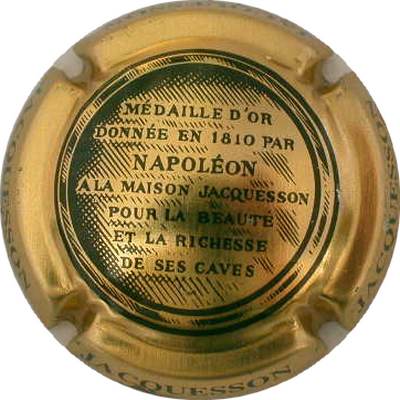 MÉDAILLE D'OR
DONNÉE EN 1810 PAR
NAPOLÉON
A LA MAISON JACQUESSON
POUR LA BEAUTÉ
ET LA RICHESSE
DE SES CAVES
JACQUESSON
JACQUESSON